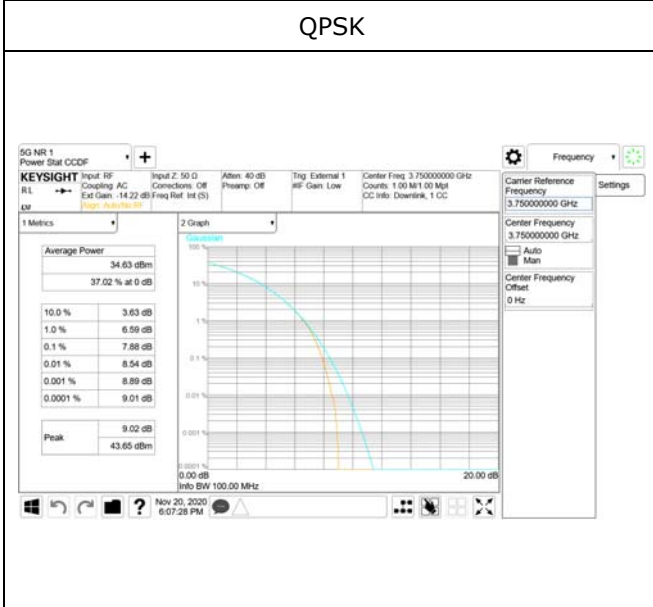 QPSK
5G NR 1
Power Stat CCDF
+
Frequency
KEYSIGHT
Input: RF
Input Z: 50 Ω
Atten: 40 dB
Trig: External 1
Center Freq: 3.750000000 GHz
RL
Coupling: AC
Corrections: Off
Preamp: Off
#IF Gain: Low
Counts: 1.00 M/1.00 Mpt
Ext Gain: -14.22 dB
Freq Ref: Int (S)
CC Info: Downlink, 1 CC
Align: Auto/No RF
Carrier Reference
Frequency
3.750000000 GHz
Settings
Center Frequency
3.750000000 GHz
Auto
Man
Center Frequency
Offset
0 Hz
1 Metrics
2 Graph
Average Power
34.63 dBm
37.02 % at 0 dB
10.0 % 3.63 dB
1.0 % 6.59 dB
0.1 % 7.88 dB
0.01 % 8.54 dB
0.001 % 8.89 dB
0.0001 % 9.01 dB
Peak
9.02 dB
43.65 dBm
Gaussian
100 %
10 %
1 %
0.1 %
0.01 %
0.001 %
0.0001 %
0.00 dB
20.00 dB
Info BW 100.00 MHz
?
Nov 20, 2020
6:07:28 PM